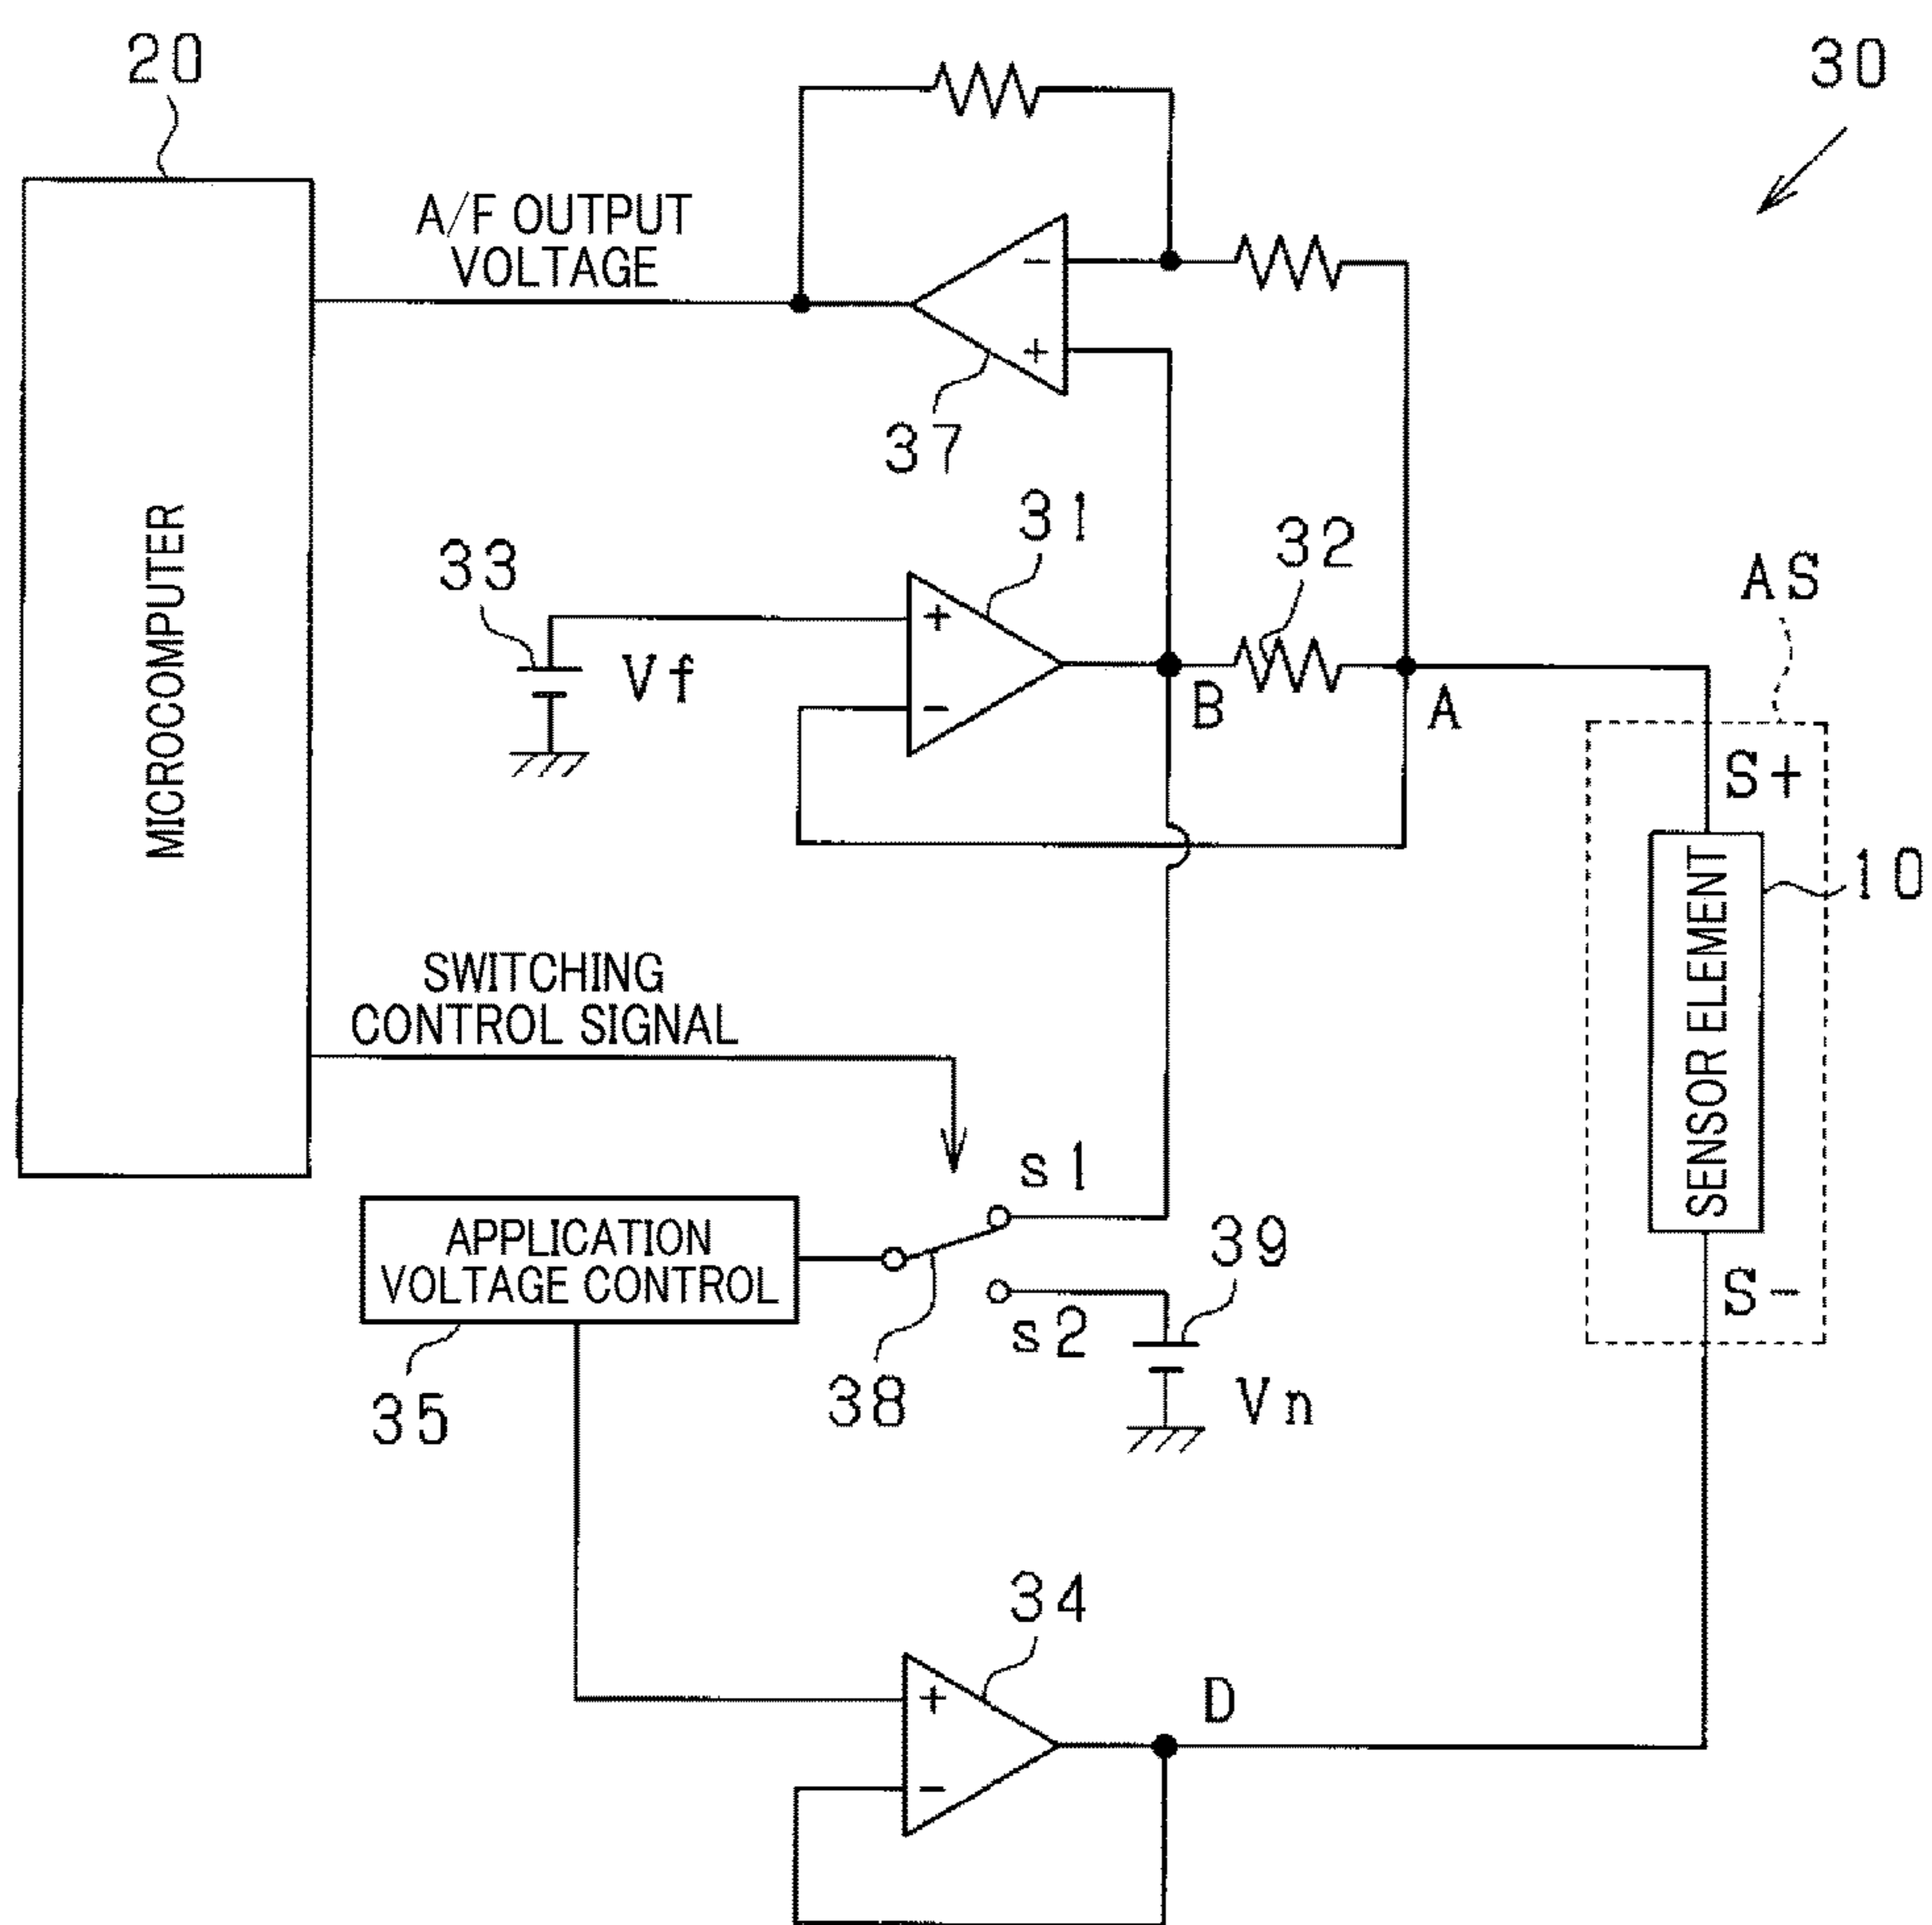 20
30
A/F OUTPUT
VOLTAGE
-
+
37
31
32
33
AS
+
Vf
-
B
A
S+
MICROCOMPUTER
SENSOR ELEMENT
10
SWITCHING
CONTROL SIGNAL
s1
APPLICATION
VOLTAGE CONTROL
39
S-
s2
35
38
Vn
34
+
D
-